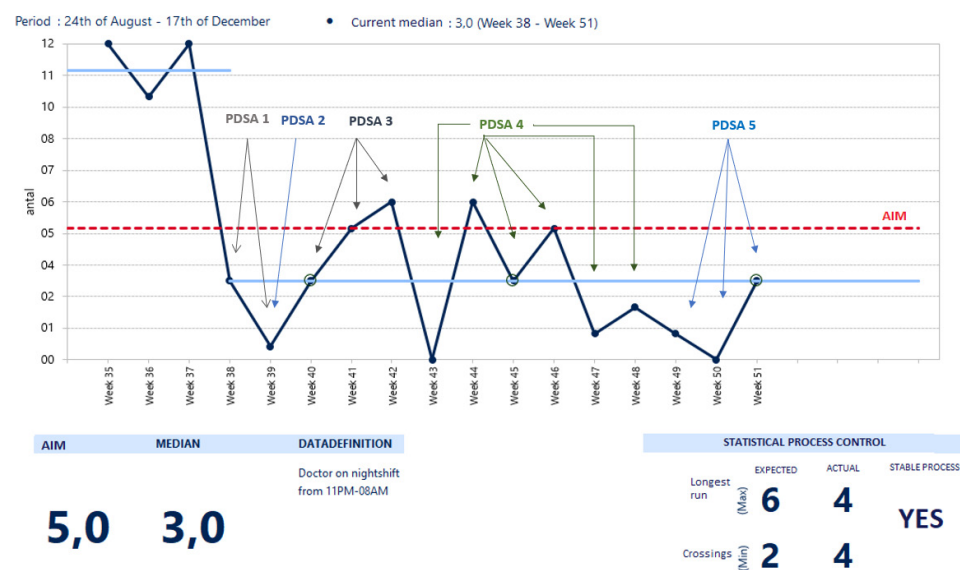 Period : 24th of August - 17th of December
Current median : 3,0 (Week 38 - Week 51)
12
11
10
09
08
06
05
04
02
01
00
antal
PDSA 1
PDSA 2
PDSA 3
PDSA 4
PDSA 5
AIM
Week 35
Week 36
Week 37
Week 38
Week 39
Week 40
Week 41
Week 42
Week 43
Week 44
Week 45
Week 46
Week 47
Week 48
Week 49
Week 50
Week 51
AIM
MEDIAN
DATADEFINITION
Doctor on nightshift
from 11PM-08AM
5,0
3,0
STATISTICAL PROCESS CONTROL
EXPECTED
ACTUAL
STABLE PROCESS
Longest
run
(Max)
6
4
YES
Crossings
(Min)
2
4